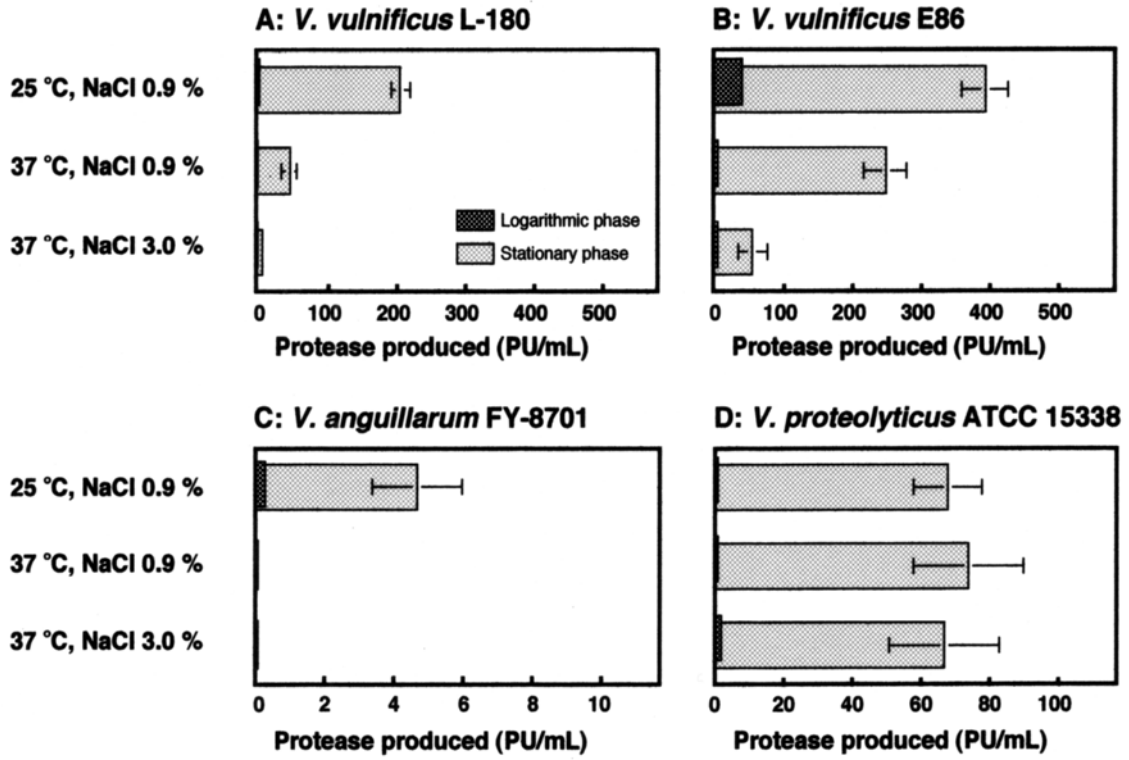 A: V. vulnificus L-180
B: V. vulnificus E86
25 °C, NaCl 0.9 %
37 °C, NaCl 0.9 %
37 °C, NaCl 3.0 %
Logarithmic phase
Stationary phase
0 100 200 300 400 500
0 100 200 300 400 500
Protease produced (PU/mL)
Protease produced (PU/mL)
C: V. anguillarum FY-8701
D: V. proteolyticus ATCC 15338
25 °C, NaCl 0.9 %
37 °C, NaCl 0.9 %
37 °C, NaCl 3.0 %
0 2 4 6 8 10
0 20 40 60 80 100
Protease produced (PU/mL)
Protease produced (PU/mL)